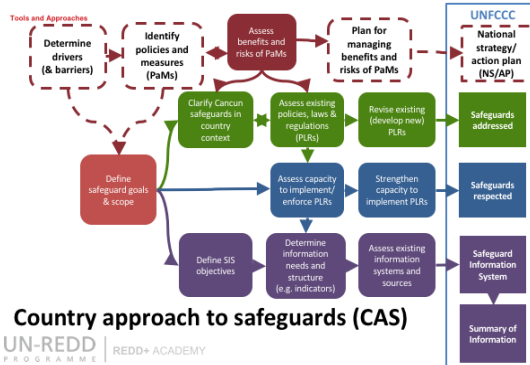 Tools and Approaches
UNFCCC
Determine
drivers
(& barriers)
Identify
policies and
measures
(PaMs)
Assess
benefits and
risks of PaMs
Plan for
managing
benefits and
risks of PaMs
National
strategy/
action plan
(NS/AP)
Clarify Cancun
safeguards in
country
context
Assess existing
policies, laws &
regulations
(PLRs)
Revise existing
(develop new)
PLRs
Safeguards
addressed
Define
safeguard goals
& scope
Assess capacity
to implement/
enforce PLRs
Strengthen
capacity to
implement PLRs
Safeguards
respected
Define SIS
objectives
Determine
information
needs and
structure
(e.g. indicators)
Assess existing
information
systems and
sources
Safeguard
Information
System
Summary of
Information
Country approach to safeguards (CAS)
UN-REDD
PROGRAMME
REDD+ ACADEMY